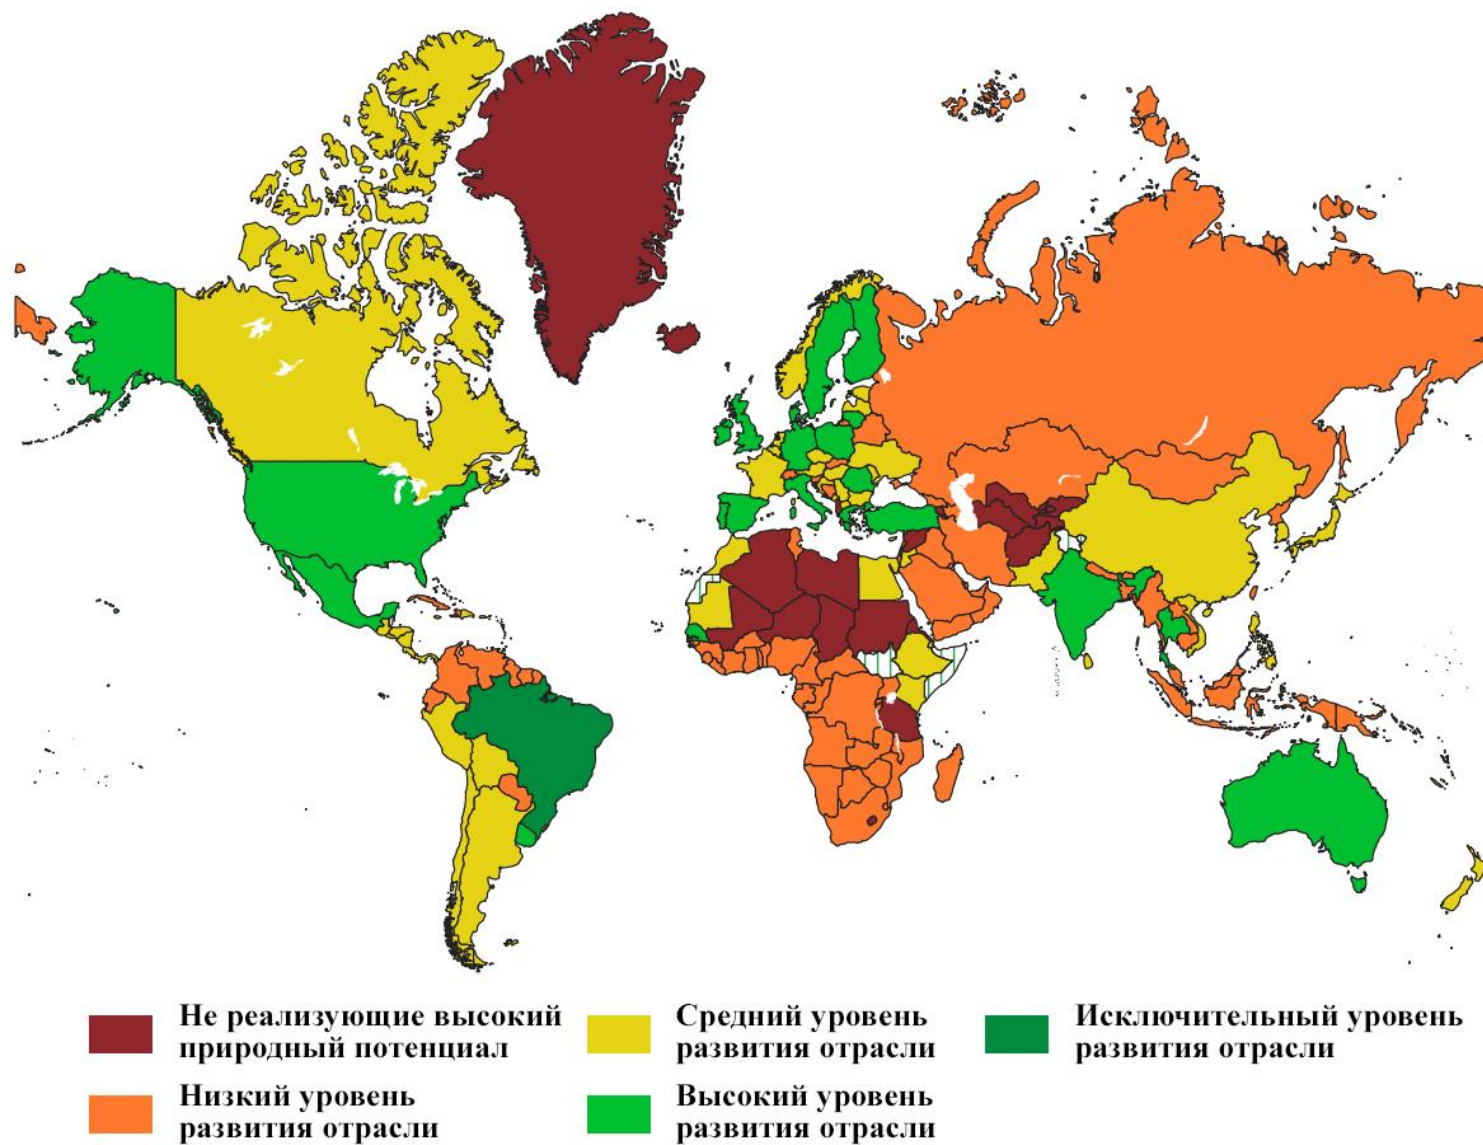 Не реализующие высокий
природный потенциал
Низкий уровень
развития отрасли
Средний уровень
развития отрасли
Высокий уровень
развития отрасли
Исключительный уровень
развития отрасли